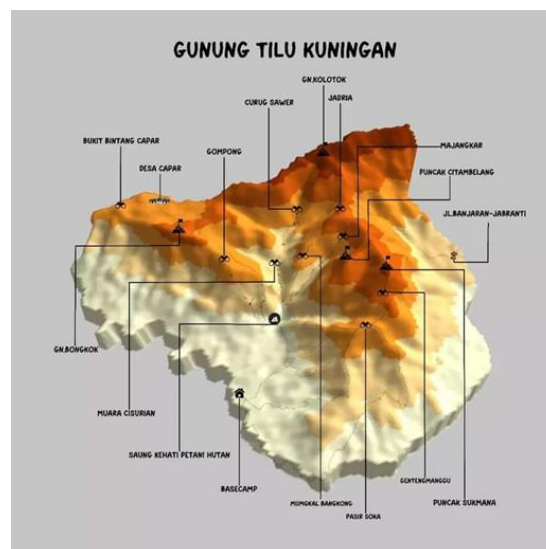 GUNUNG TILU KUNINGAN
GN.KOLOTOK
CURUG SAWER
JADRIA
BUKIT BINTANG CAPAR
GOMPONG
MAJANGKAR
DESA CAPAR
PUNCAK CITAMBELANG
JL.BANJARAN-JABRANTI
GN.BONGKOK
MUARA CISURIAN
SAUNG KEHATI PETANI HUTAN
BASECAMP
MUNGKAL BANGKONG
PASIR SOKA
GENTENGMANGGU
PUNCAK SUKMANA